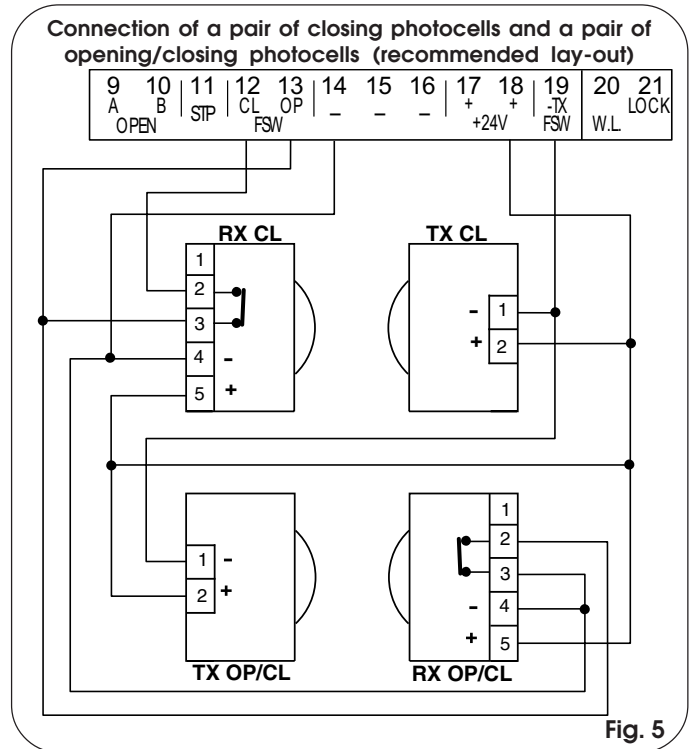 Connection of a pair of closing photocells and a pair of
opening/closing photocells (recommended lay-out)
9 10 11 12 13 14 15 16 17 18 19 20 21
A B STP CL OP – – – + + -TX LOCK
OPEN FSW +24V FSW W.L.
RX CL TX CL
1
2
3
4 -
5 +
- 1
+ 2
1 -
2 +
1
2
3
- 4
+ 5
TX OP/CL RX OP/CL
Fig. 5